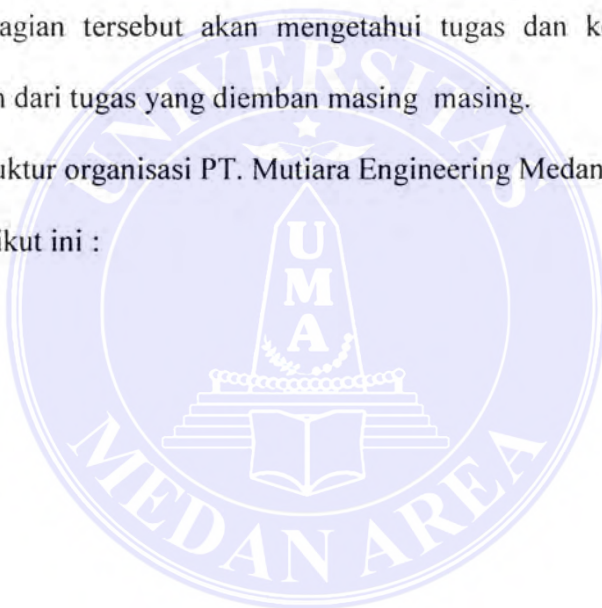 agian tersebut akan mengetahui tugas dan k
dari tugas yang diemban masing masing.
uktur organisasi PT. Mutiara Engineering Medan
ikut ini :
UNIVERSITAS
UMA
MEDAN AREA